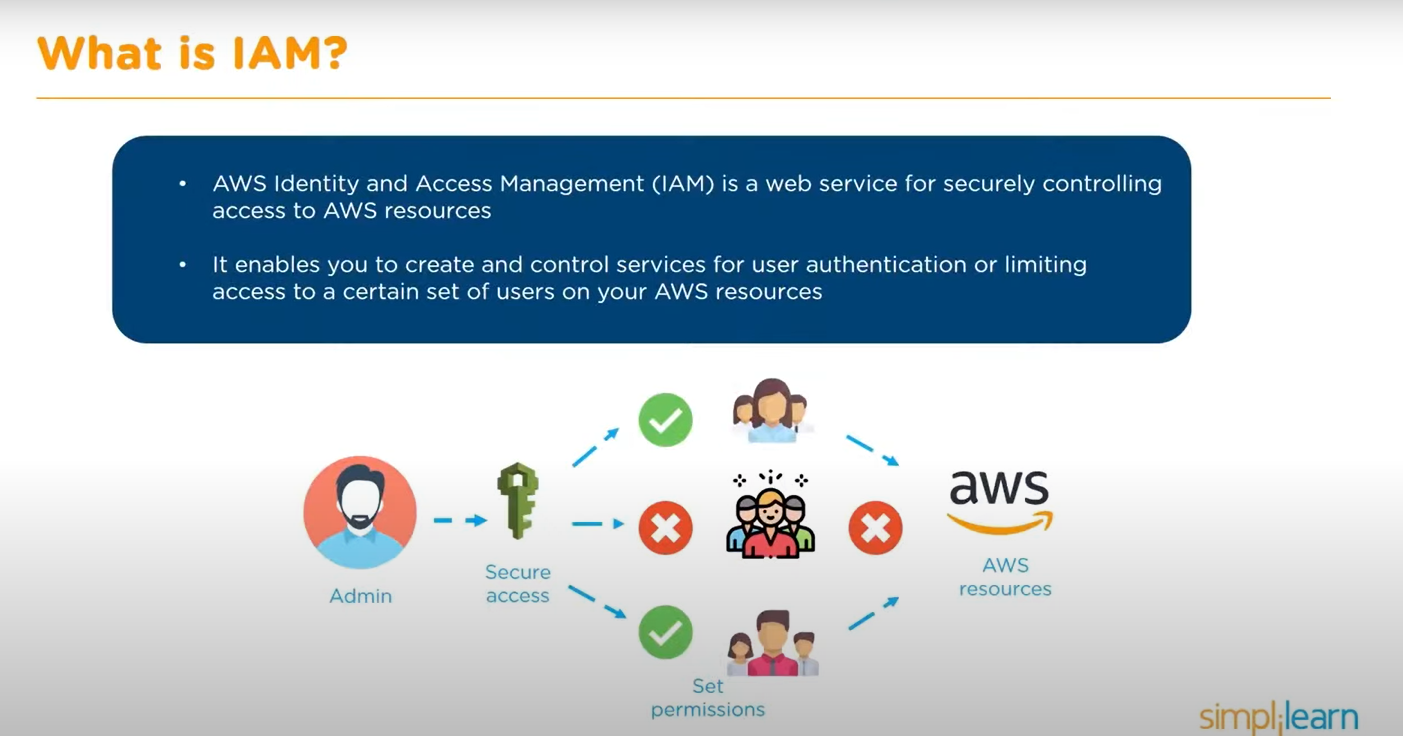 What is IAM?
• AWS Identity and Access Management (IAM) is a web service for securely controlling
access to AWS resources
• It enables you to create and control services for user authentication or limiting
access to a certain set of users on your AWS resources
Admin
Secure
access
Set
permissions
aws
AWS
resources
simplilearn